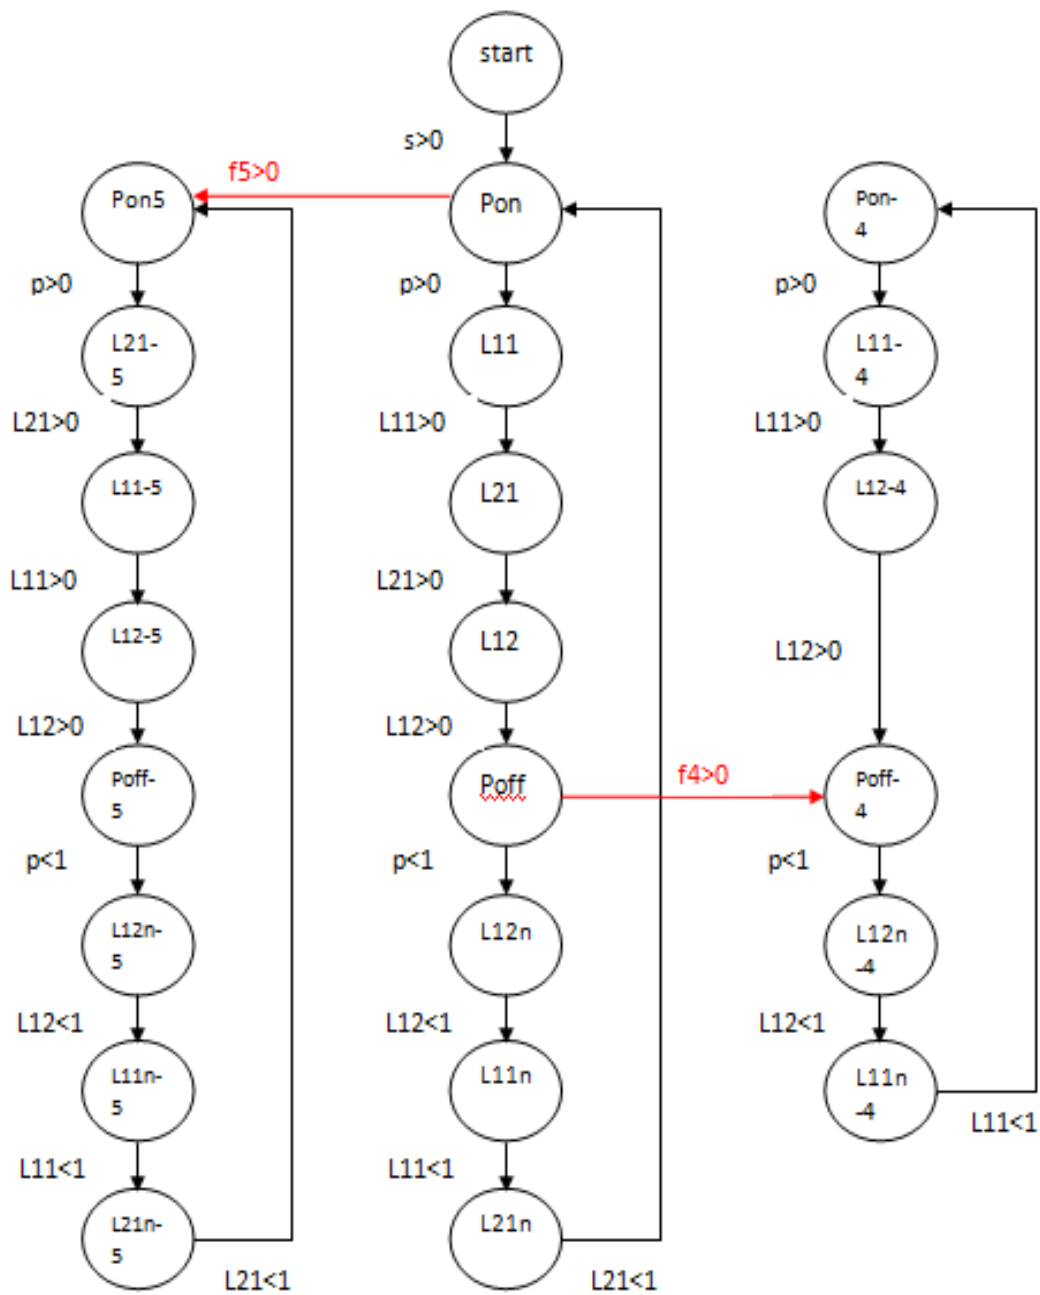 start
s>0
f5>0
Pon5
Pon
Pon-
4
p>0
p>0
p>0
L21-
5
L11
L11-
4
L21>0
L11>0
L11>0
L11-5
L21
L12-4
L11>0
L21>0
L12-5
L12
L12>0
L12>0
L12>0
Poff-
5
Poff
f4>0
Poff-
4
p<1
p<1
p<1
L12n-
5
L12n
L12n
-4
L12<1
L12<1
L12<1
L11n-
5
L11n
L11n
-4
L11<1
L11<1
L11<1
L21n-
5
L21n
L21<1
L21<1